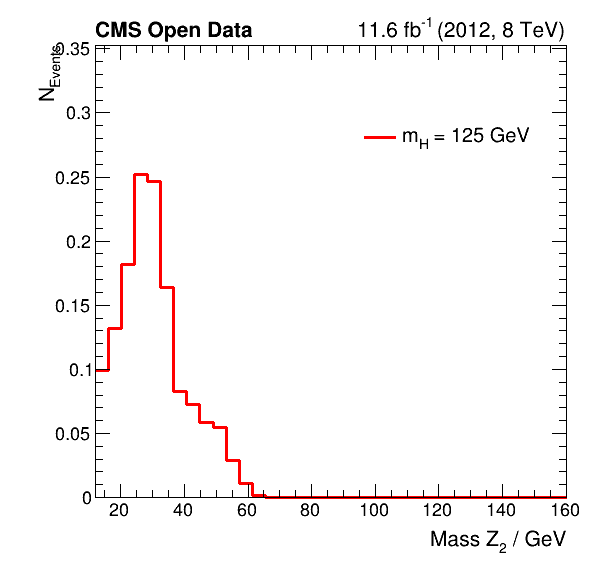 CMS Open Data 11.6 fb⁻¹ (2012, 8 TeV)
N_Events
0.35
0.3
m_H = 125 GeV
0.25
0.2
0.15
0.1
0.05
0
20 40 60 80 100 120 140 160
Mass Z₂ / GeV